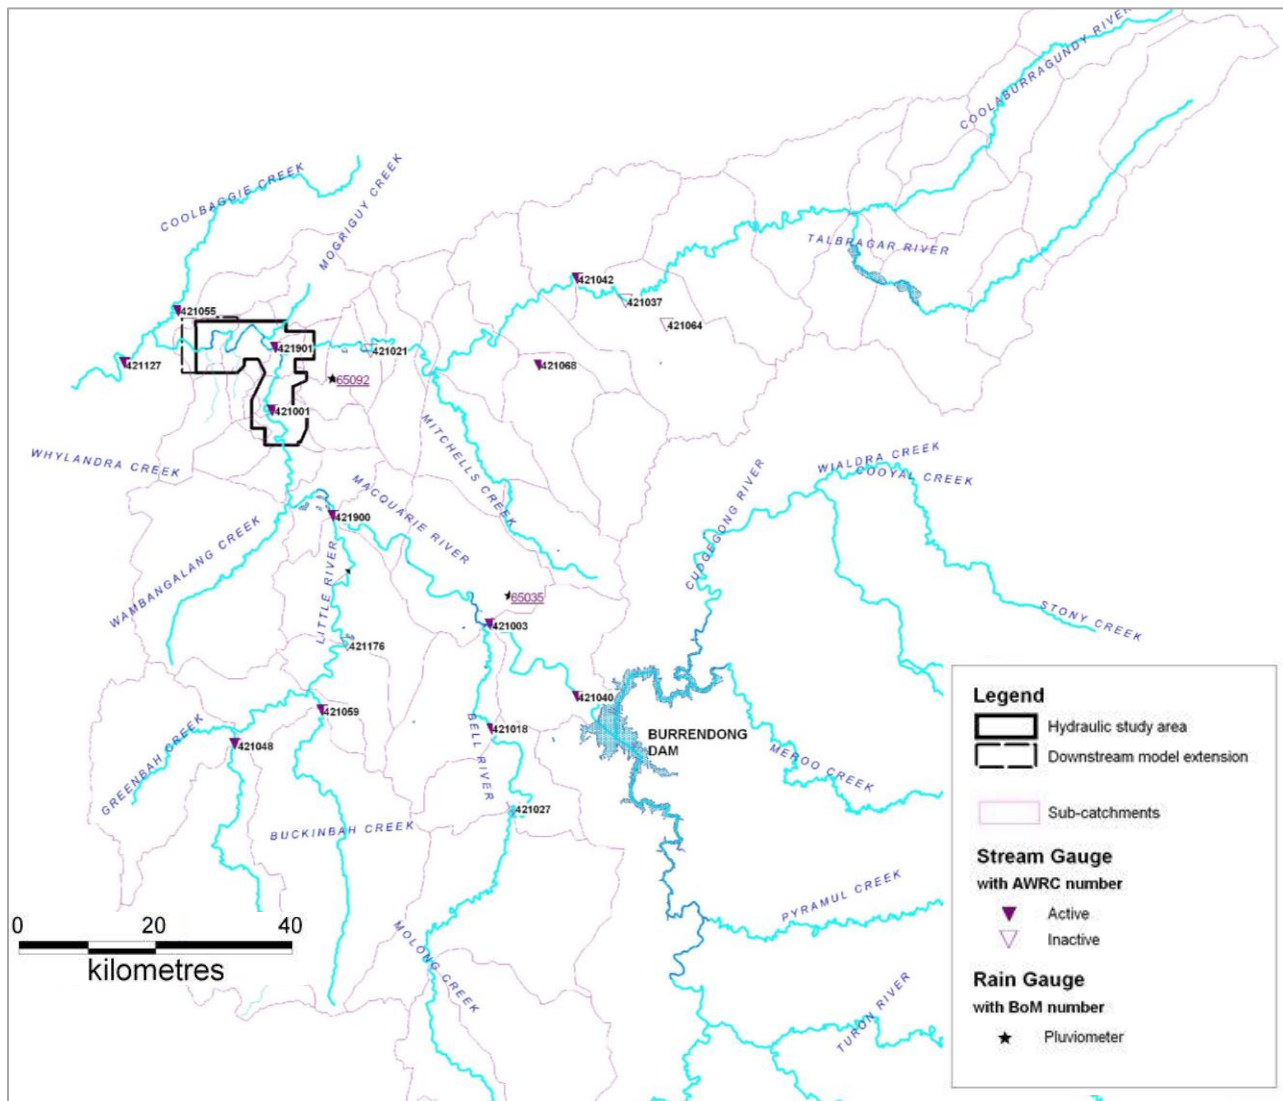 COOLABURRAGUNDY RIVER
COOLBAGGIE CREEK
MOGRIGUY CREEK
TALBRAGAR RIVER
421042
421037
421055
421064
421901
421021
421127
421068
65092
421001
MITCHELLS CREEK
WHYLANDRA CREEK
WIALDRA CREEK
COOYAL CREEK
MACQUARIE RIVER
CUDGEGONG RIVER
421900
WAMBANGALANG CREEK
LITTLE RIVER
65035
STONY CREEK
421003
421176
421040
421059
BELL RIVER
421018
BURRENDONG
DAM
421048
GREENBAH CREEK
MEROO CREEK
421027
BUCKINBAH CREEK
PYRAMUL CREEK
MOLONG CREEK
TURON RIVER
0 20 40
kilometres
Legend
Hydraulic study area
Downstream model extension
Sub-catchments
Stream Gauge
with AWRC number
Active
Inactive
Rain Gauge
with BoM number
Pluviometer